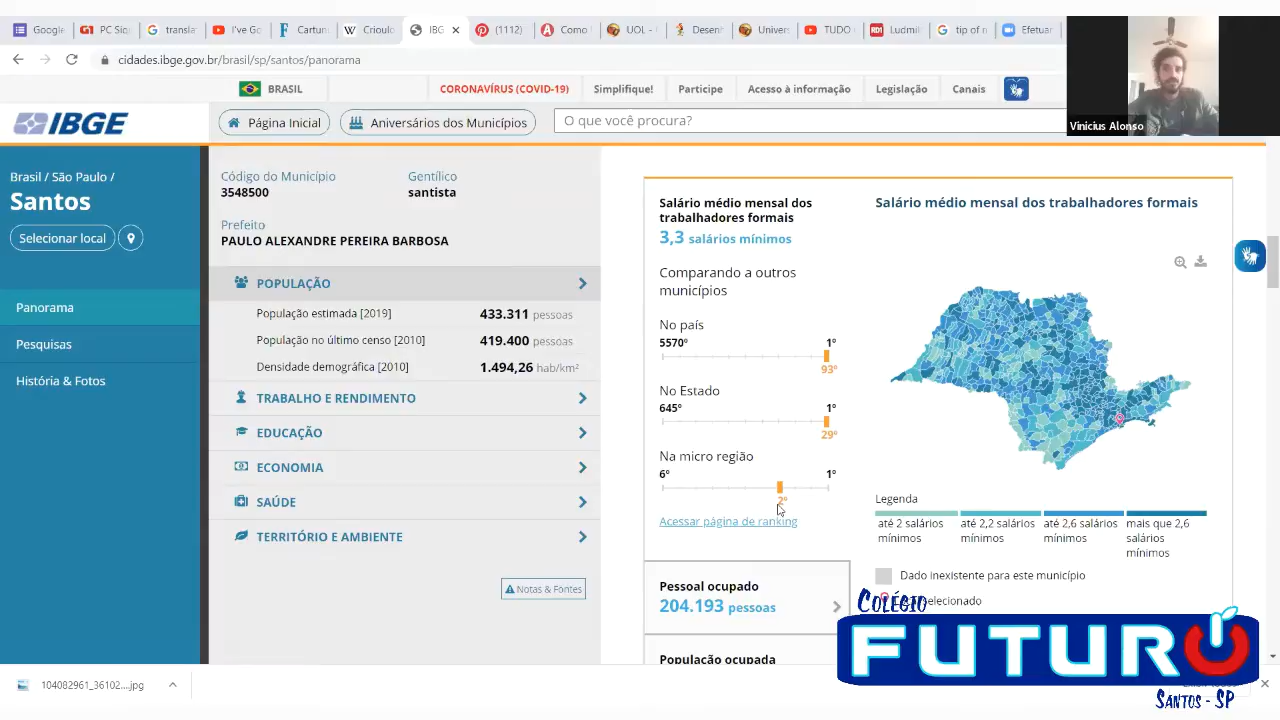 Google
PC Siq
transla
I've Go
Cartun
Crioulo
IBG
(1112)
Como
UOL -
Desenh
Univers
TUDO
Ludmil
tip of n
Efetuar
cidades.ibge.gov.br/brasil/sp/santos/panorama
BRASIL
CORONAVÍRUS (COVID-19)
Simplifique!
Participe
Acesso à informação
Legislação
Canais
Vinicius Alonso
IBGE
Página Inicial
Aniversários dos Municípios
O que você procura?
Brasil / São Paulo /
Santos
Selecionar local
Panorama
Pesquisas
História & Fotos
Código do Município
3548500
Gentílico
santista
Prefeito
PAULO ALEXANDRE PEREIRA BARBOSA
POPULAÇÃO
População estimada [2019] 433.311 pessoas
População no último censo [2010] 419.400 pessoas
Densidade demográfica [2010] 1.494,26 hab/km²
TRABALHO E RENDIMENTO
EDUCAÇÃO
ECONOMIA
SAÚDE
TERRITÓRIO E AMBIENTE
Notas & Fontes
Salário médio mensal dos
trabalhadores formais
3,3 salários mínimos
Comparando a outros
municípios
No país
5570º 1º
93º
No Estado
645º 1º
29º
Na micro região
6º 1º
2º
Acessar página de ranking
Pessoal ocupado
204.193 pessoas
População ocupada
Salário médio mensal dos trabalhadores formais
Legenda
até 2 salários
mínimos
até 2,2 salários
mínimos
até 2,6 salários
mínimos
mais que 2,6
salários
mínimos
Dado inexistente para este município
selecionado
COLÉGIO
FUTURO
SANTOS - SP
104082961_36102....jpg